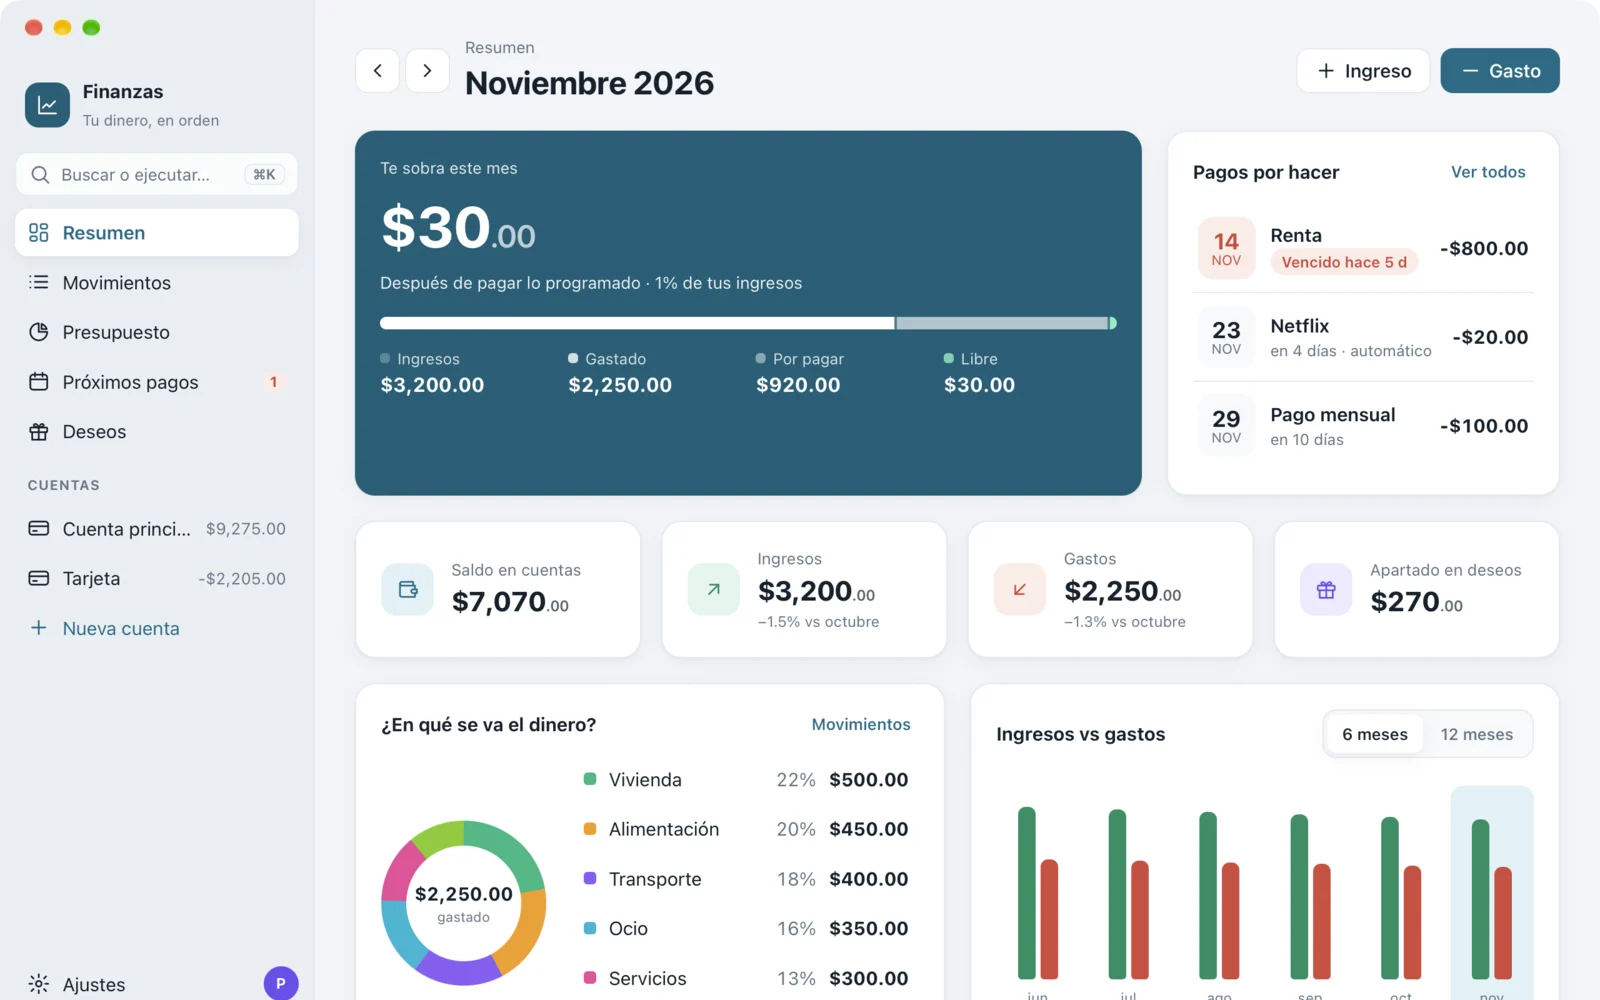 Finanzas
Tu dinero, en orden
Buscar o ejecutar... ⌘K
Resumen
Movimientos
Presupuesto
Próximos pagos 1
Deseos
CUENTAS
Cuenta princi... $9,275.00
Tarjeta -$2,205.00
+ Nueva cuenta
Ajustes P
Resumen
Noviembre 2026
+ Ingreso
− Gasto
Te sobra este mes
$30.00
Después de pagar lo programado · 1% de tus ingresos
Ingresos
$3,200.00
Gastado
$2,250.00
Por pagar
$920.00
Libre
$30.00
Pagos por hacer Ver todos
14 NOV
Renta
Vencido hace 5 d
-$800.00
23 NOV
Netflix
en 4 días · automático
-$20.00
29 NOV
Pago mensual
en 10 días
-$100.00
Saldo en cuentas
$7,070.00
Ingresos
$3,200.00
−1.5% vs octubre
Gastos
$2,250.00
−1.3% vs octubre
Apartado en deseos
$270.00
¿En qué se va el dinero? Movimientos
$2,250.00
gastado
Vivienda 22% $500.00
Alimentación 20% $450.00
Transporte 18% $400.00
Ocio 16% $350.00
Servicios 13% $300.00
Ingresos vs gastos
6 meses 12 meses
jun jul ago sep oct nov